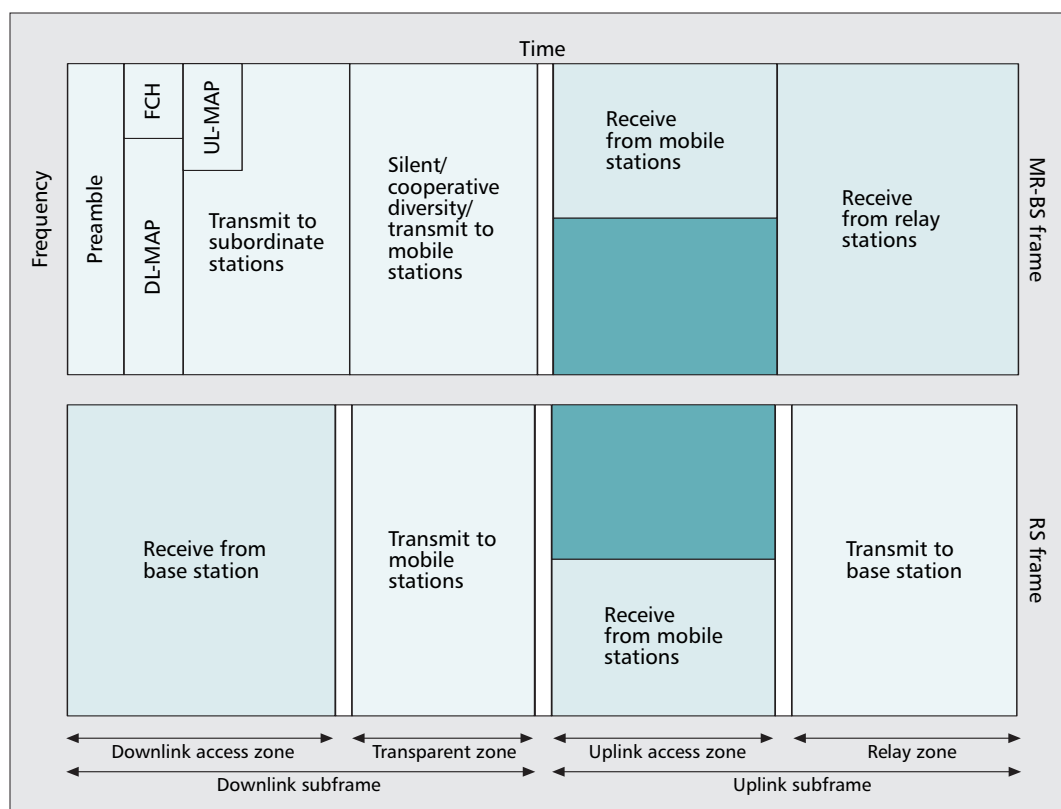 Time
Frequency
Preamble
FCH
DL-MAP
UL-MAP
Transmit to
subordinate
stations
Silent/
cooperative
diversity/
transmit to
mobile
stations
Receive
from mobile
stations
Receive
from relay
stations
MR-BS frame
Receive from
base station
Transmit to
mobile
stations
Receive
from mobile
stations
Transmit to
base station
RS frame
Downlink access zone
Transparent zone
Uplink access zone
Relay zone
Downlink subframe
Uplink subframe